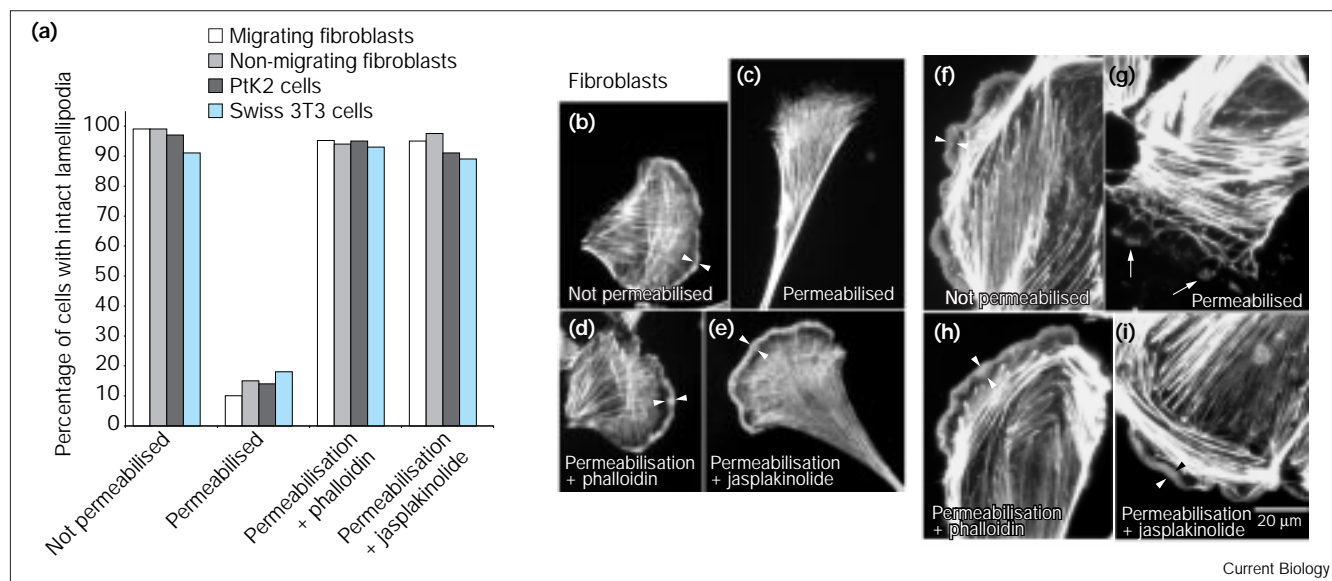 (a)
Migrating fibroblasts
Non-migrating fibroblasts
PtK2 cells
Swiss 3T3 cells
Percentage of cells with intact lamellipodia
100
90
80
70
60
50
40
30
20
10
0
Not permeabilised
Permeabilised
Permeabilisation
+ phalloidin
Permeabilisation
+ jasplakinolide
Fibroblasts
(b)
Not permeabilised
(c)
Permeabilised
(d)
Permeabilisation
+ phalloidin
(e)
Permeabilisation
+ jasplakinolide
(f)
Not permeabilised
(g)
Permeabilised
(h)
Permeabilisation
+ phalloidin
(i)
Permeabilisation
+ jasplakinolide
20 µm
Current Biology